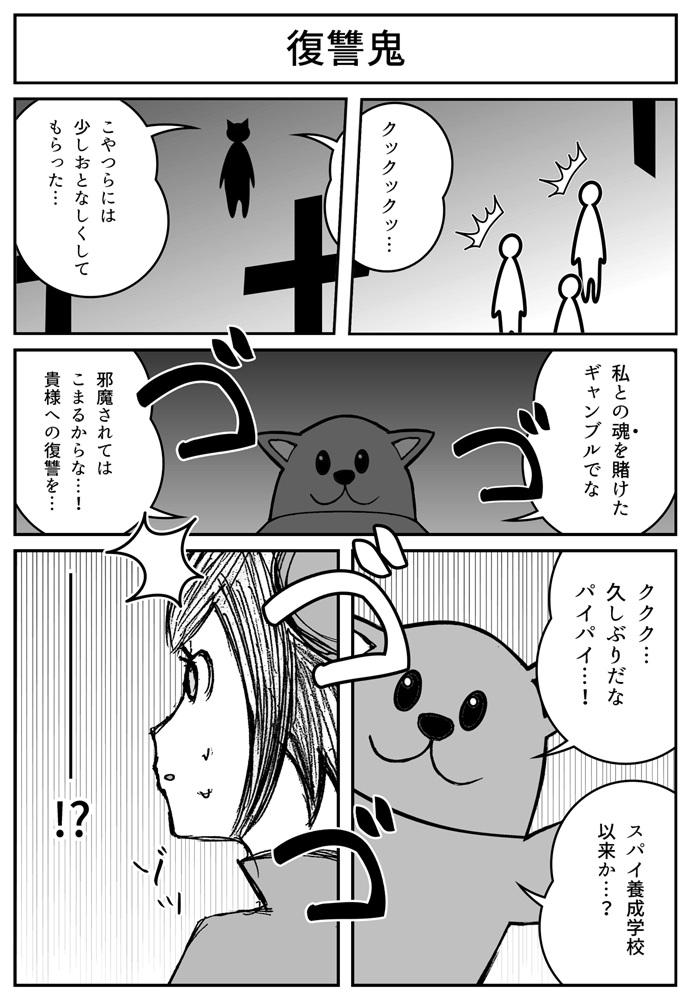 復讐鬼
クックックッ…
こやつらには
少しおとなしくして
もらった…
私との魂を賭けた
ギャンブルでな
ゴゴ
邪魔されては
こまるからな…！
貴様への復讐を…
ククク…
久しぶりだな
パイパイ…！
スパイ養成学校
以来か…？
ゴゴ
!?